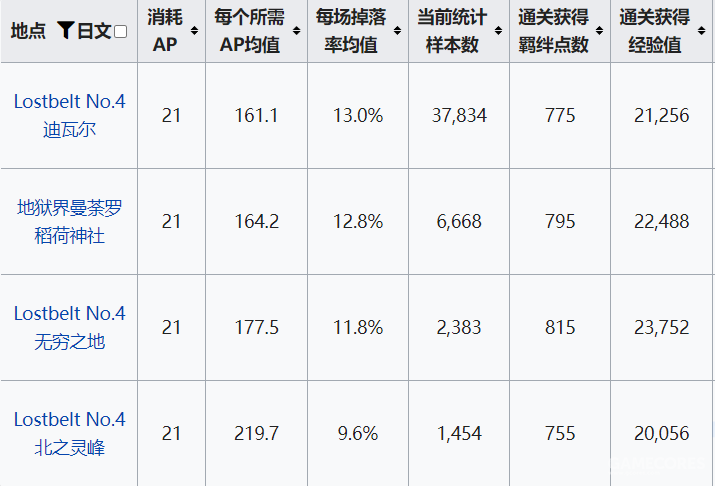 地点 日文 消耗 AP 每个所需 AP均值 每场掉落 率均值 当前统计 样本数 通关获得 羁绊点数 通关获得 经验值
Lostbelt No.4
迪瓦尔
21 161.1 13.0% 37,834 775 21,256
地狱界曼荼罗
稻荷神社
21 164.2 12.8% 6,668 795 22,488
Lostbelt No.4
无穷之地
21 177.5 11.8% 2,383 815 23,752
Lostbelt No.4
北之灵峰
21 219.7 9.6% 1,454 755 20,056